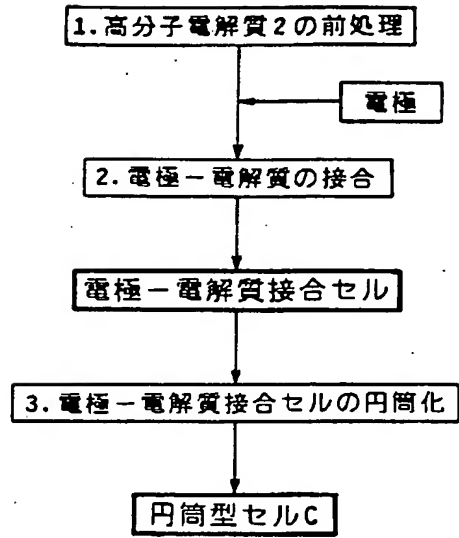 1.高分子電解質2の前処理
電極
2.電極－電解質の接合
電極－電解質接合セル
3.電極－電解質接合セルの円筒化
円筒型セルC